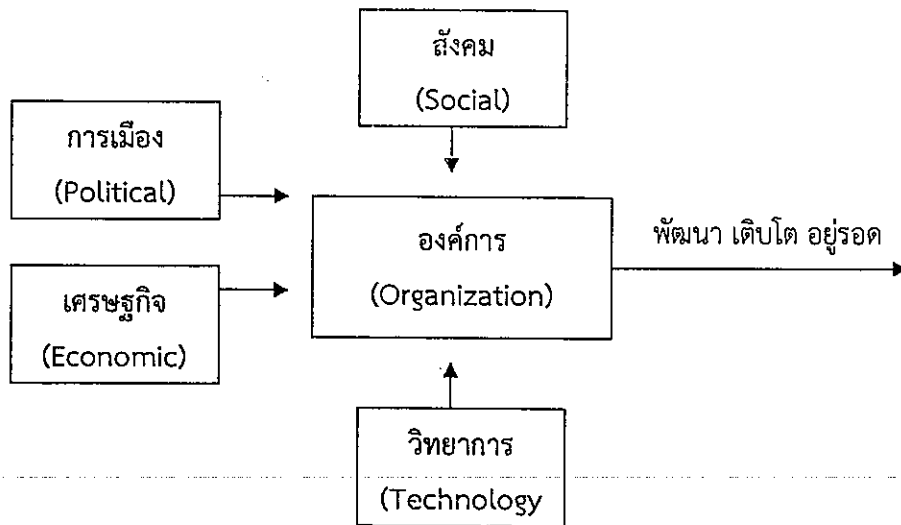 สังคม
(Social)
การเมือง
(Political)
องค์การ
(Organization)
พัฒนา เติบโต อยู่รอด
เศรษฐกิจ
(Economic)
วิทยาการ
(Technology